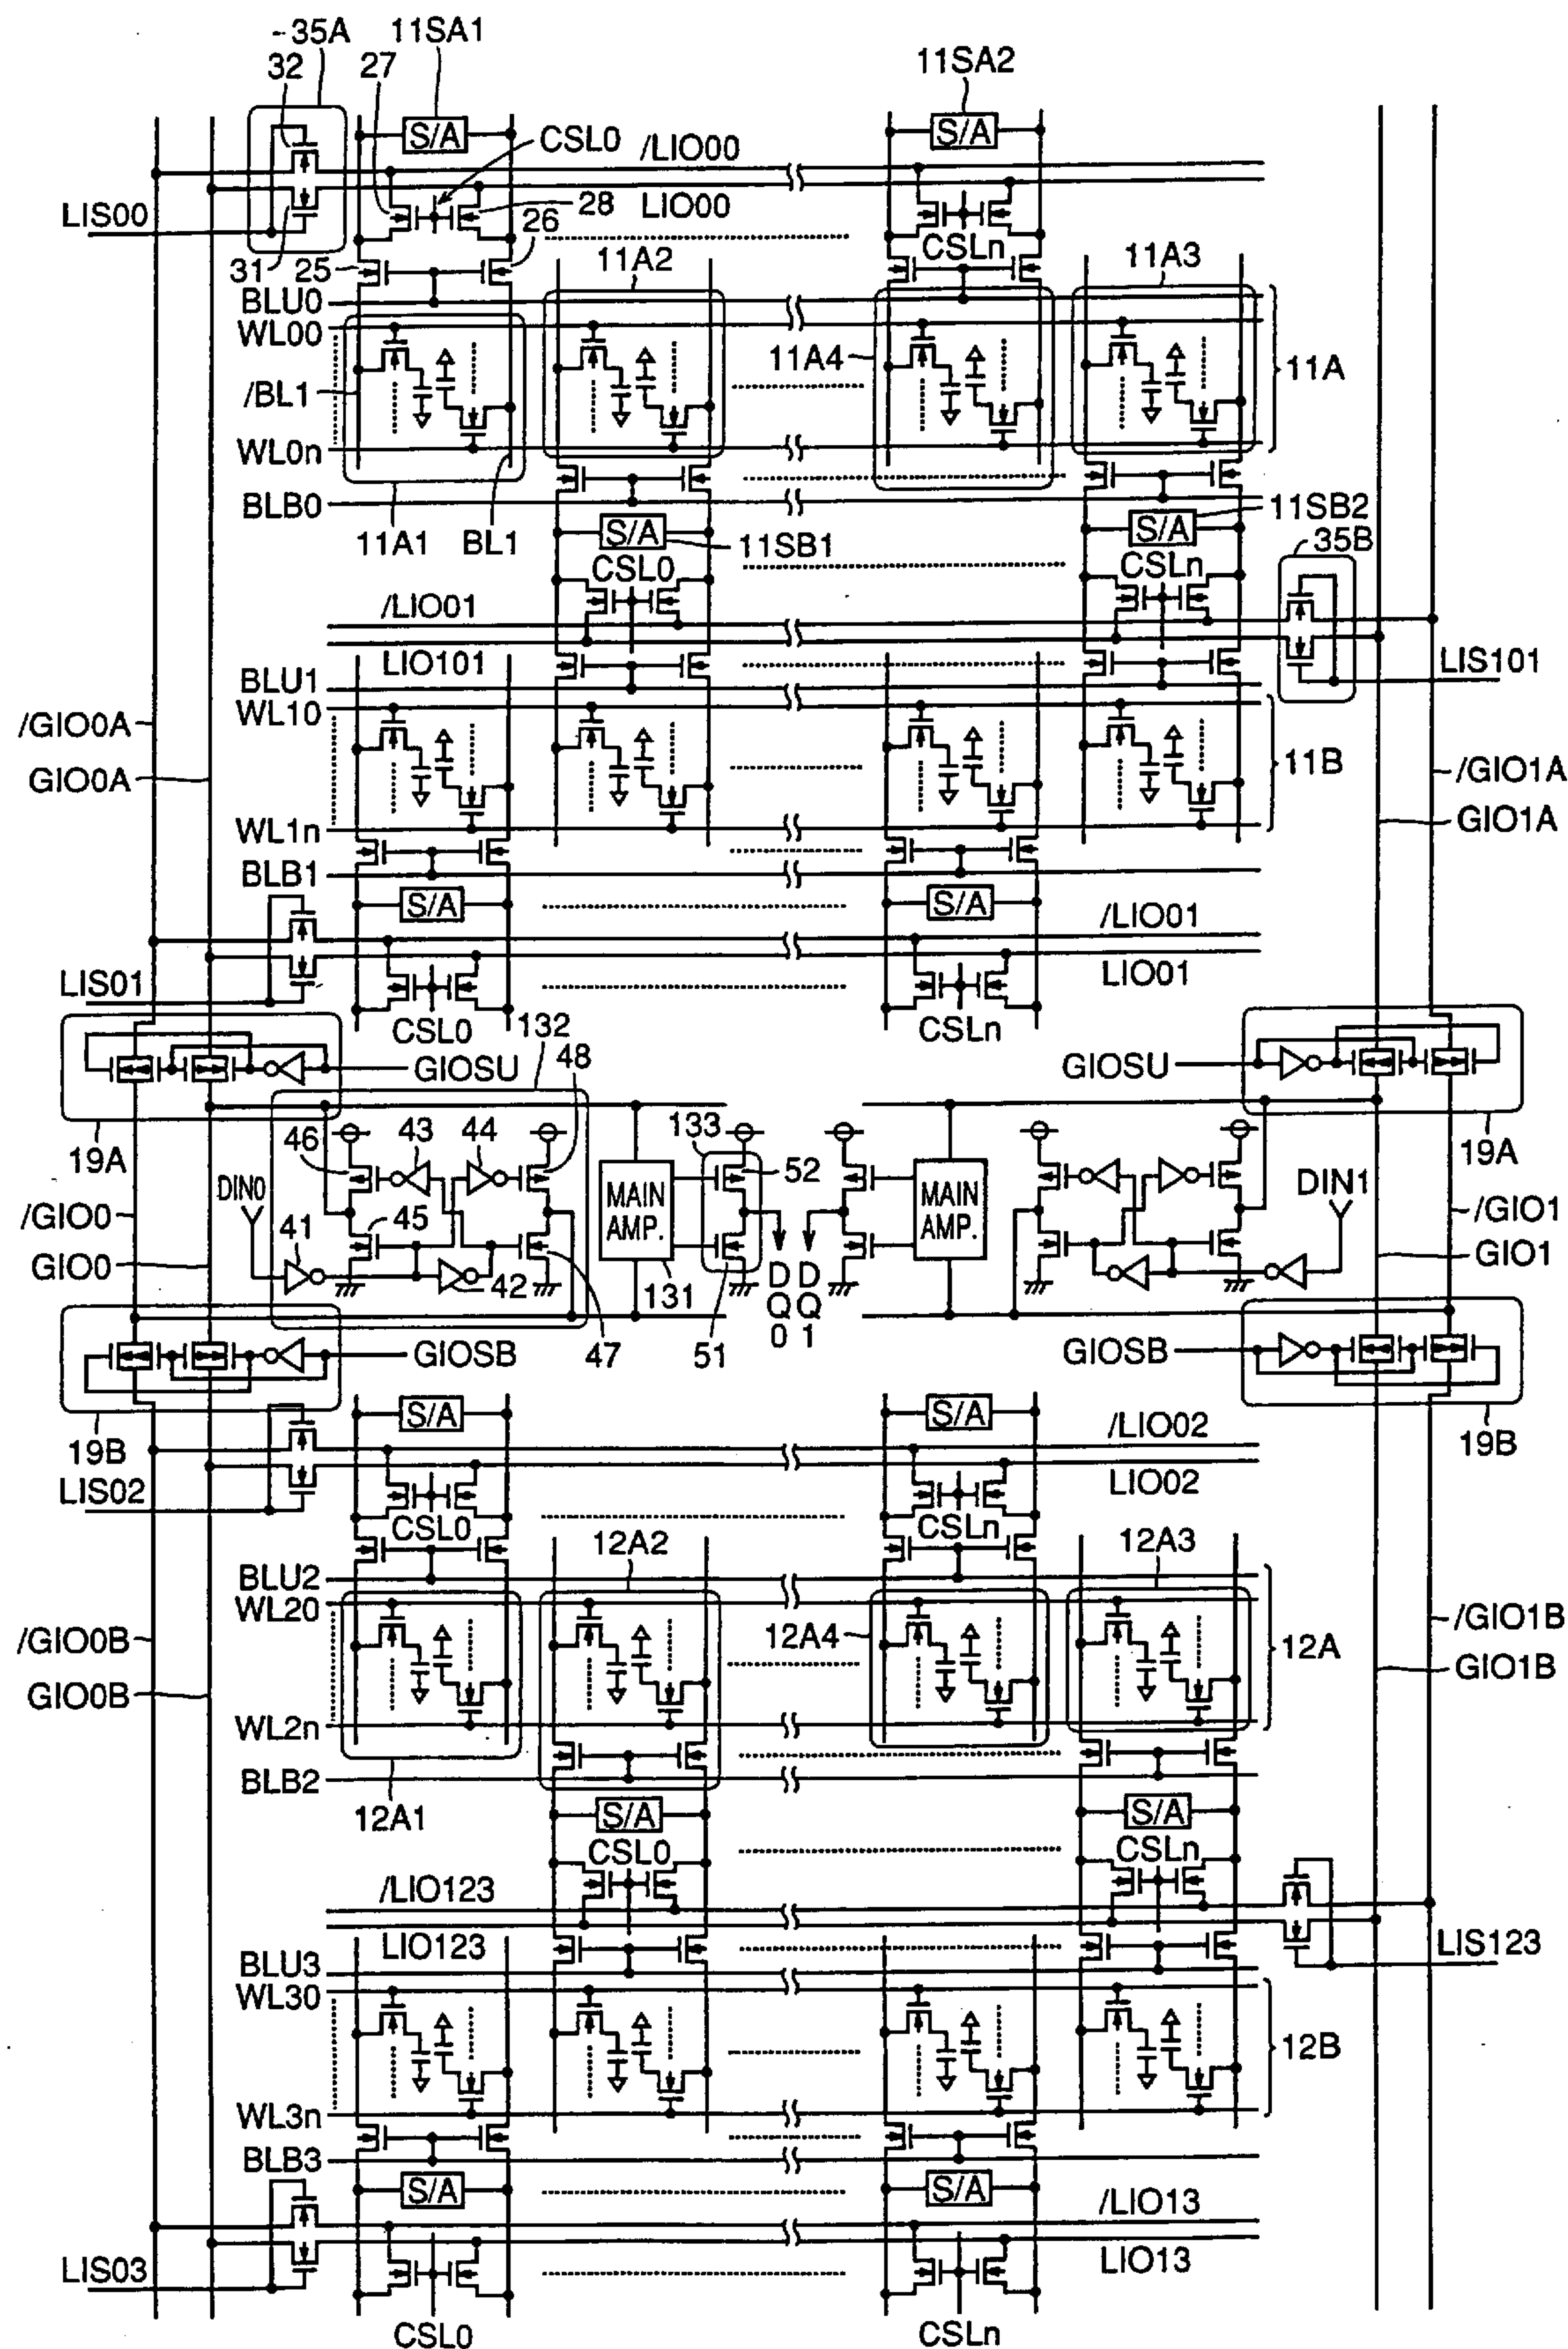 -35A 11SA1
32 27 11SA2
S/A CSL0 /LIO00 S/A
LIS00 LIO00 28 26 CSLn
31 25 11A2 11A3
BLU0
WL00
11A4 11A
/BL1
WL0n
BLB0
11A1 BL1 S/A 11SB1 S/A 11SB2
35B
CSL0 CSLn
/LIO01
LIO101 LIS101
BLU1
WL10
/GIO0A /GIO1A
GIO0A 11B GIO1A
WL1n
BLB1
S/A S/A
/LIO01
LIS01 LIO01
CSL0 132 CSLn
GIOSU 48 GIOSU
46 43 44 133 52
19A 19A
DIN0 MAIN AMP. MAIN AMP. DIN1
/GIO0 45 /GIO1
41
GIO0 42 131 DQ0 DQ1 GIO1
GIOSB 47 51 GIOSB
S/A S/A
19B /LIO02 19B
LIS02 LIO02
CSL0 CSLn
12A2 12A3
BLU2
WL20
/GIO0B 12A4 12A /GIO1B
GIO0B GIO1B
WL2n
BLB2
12A1 S/A S/A
CSL0 CSLn
/LIO123
LIO123 LIS123
BLU3
WL30
12B
WL3n
BLB3
S/A S/A
/LIO13
LIS03 LIO13
CSL0 CSLn